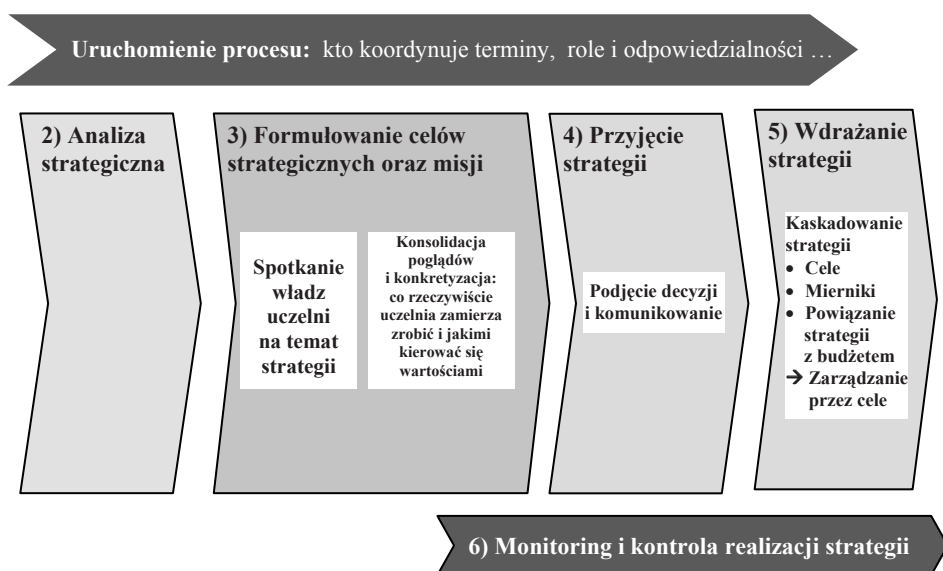 Uruchomienie procesu: kto koordynuje terminy, role i odpowiedzialności …
2) Analiza
strategiczna
3) Formułowanie celów
strategicznych oraz misji
Spotkanie
władz
uczelni
na temat
strategii
Konsolidacja
poglądów
i konkretyzacja:
co rzeczywiście
uczelnia zamierza
zrobić i jakimi
kierować się
wartościami
4) Przyjęcie
strategii
Podjęcie decyzji
i komunikowanie
5) Wdrażanie
strategii
Kaskadowanie
strategii
• Cele
• Mierniki
• Powiązanie
strategii
z budżetem
→ Zarządzanie
przez cele
6) Monitoring i kontrola realizacji strategii